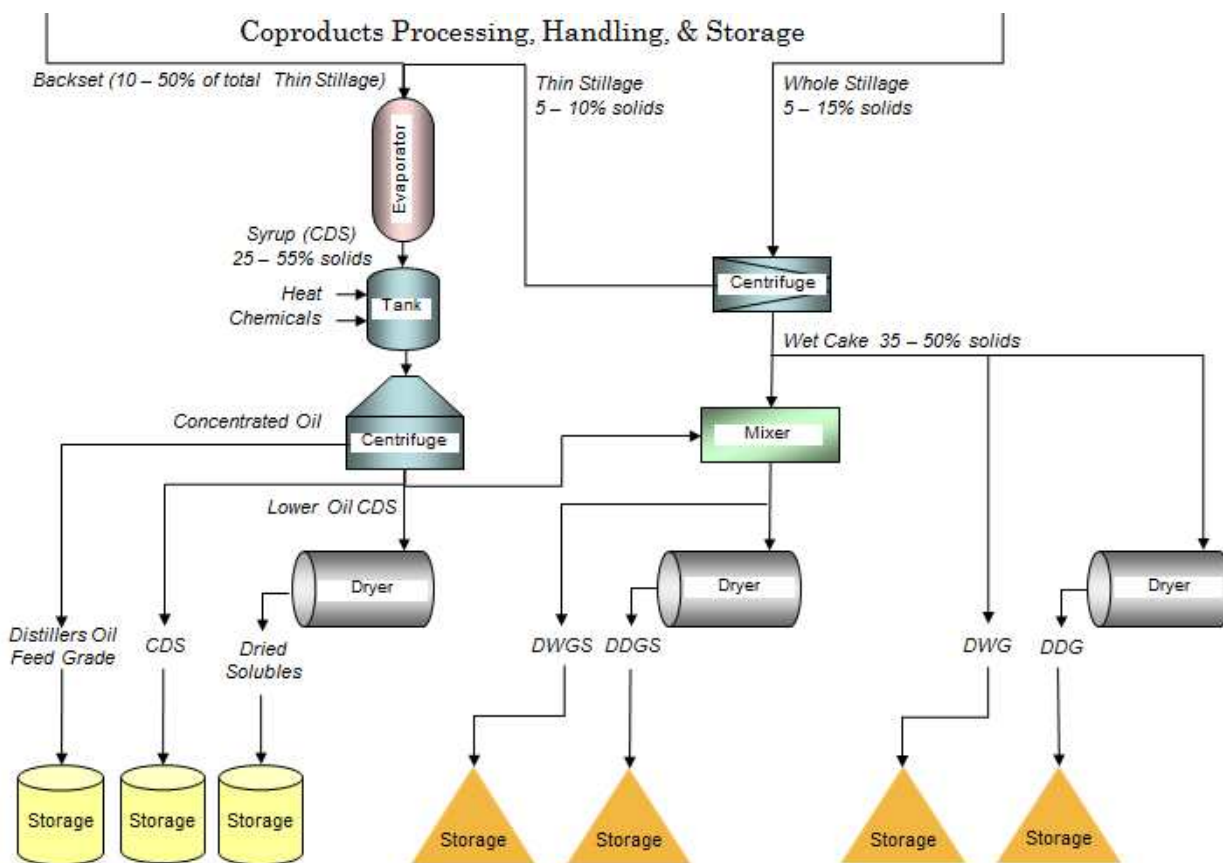 Coproducts Processing, Handling, & Storage
Backset (10 – 50% of total Thin Stillage)
Thin Stillage
5 – 10% solids
Whole Stillage
5 – 15% solids
Evaporator
Syrup (CDS)
25 – 55% solids
Heat
Chemicals
Tank
Centrifuge
Wet Cake 35 – 50% solids
Concentrated Oil
Centrifuge
Mixer
Lower Oil CDS
Dryer
Dryer
Dryer
Distillers Oil
Feed Grade
CDS
Dried
Solubles
DWGS
DDGS
DWG
DDG
Storage
Storage
Storage
Storage
Storage
Storage
Storage